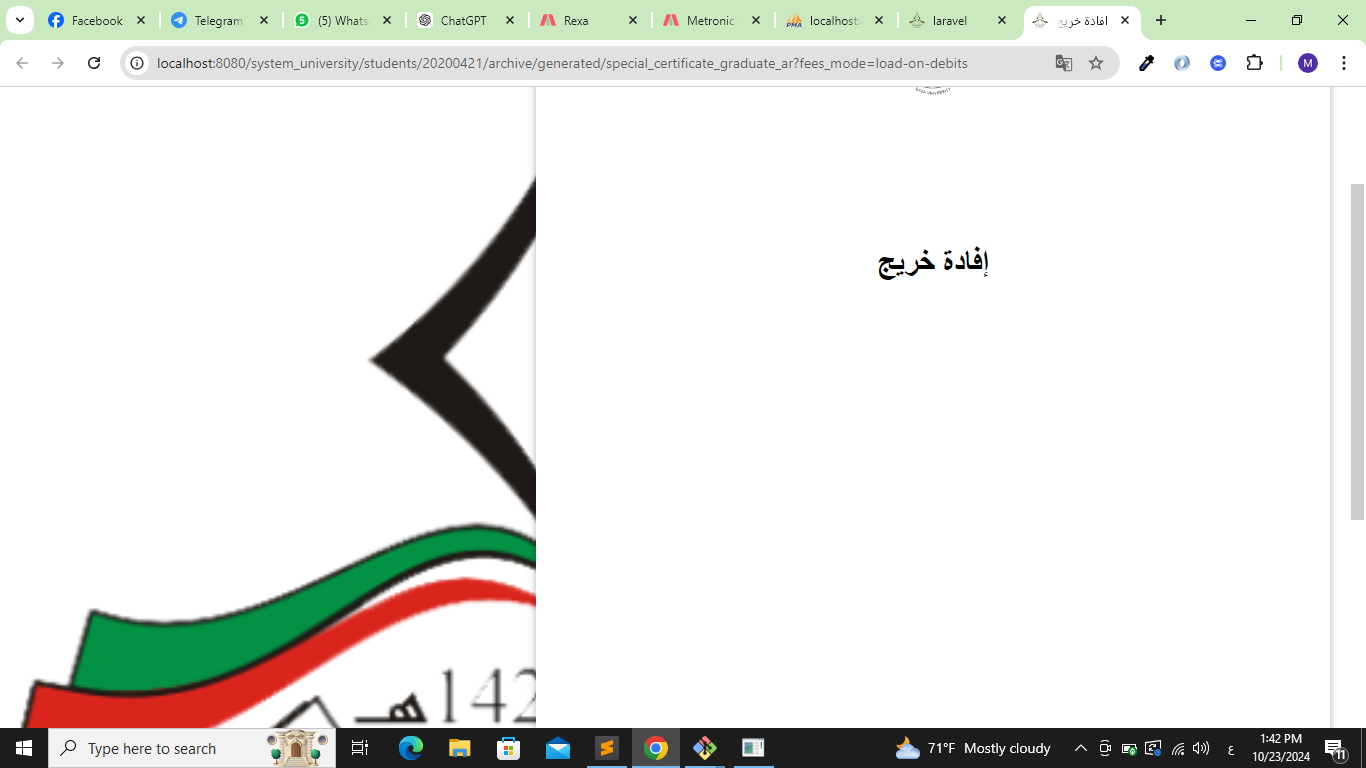 Facebook
Telegram
(5) Whats
ChatGPT
Rexa
Metronic
localhost
laravel
افادة خريج
localhost:8080/system_university/students/20200421/archive/generated/special_certificate_graduate_ar?fees_mode=load-on-debits
M
إفادة خريج
142
هـ
Type here to search
71°F Mostly cloudy
ع
1:42 PM
10/23/2024
11